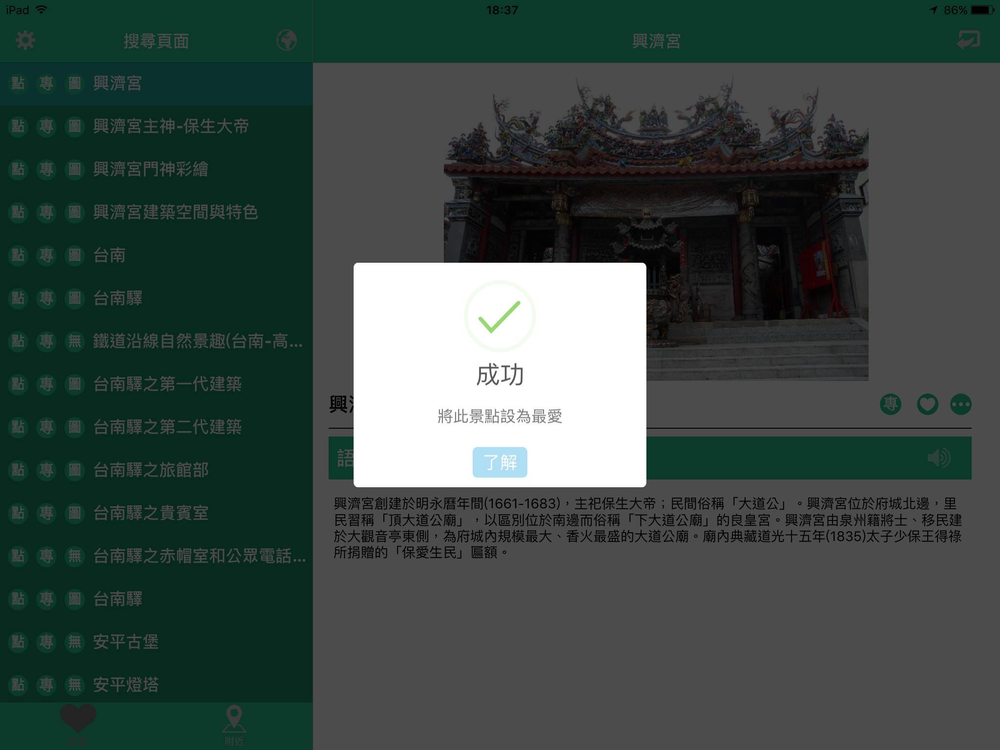 iPad
18:37
86%
搜尋頁面
點 專 圖 興濟宮
點 專 圖 興濟宮主神-保生大帝
點 專 圖 興濟宮門神彩繪
點 專 圖 興濟宮建築空間與特色
點 專 圖 台南
點 專 圖 台南驛
點 專 無 鐵道沿線自然景趣(台南-高...
點 專 圖 台南驛之第一代建築
點 專 圖 台南驛之第二代建築
點 專 圖 台南驛之旅館部
點 專 圖 台南驛之貴賓室
點 專 無 台南驛之赤帽室和公眾電話...
點 專 圖 台南驛
點 專 無 安平古堡
點 專 無 安平燈塔
附近
興濟宮
成功
將此景點設為最愛
了解
興
專
語
興濟宮創建於明永曆年間(1661-1683)，主祀保生大帝；民間俗稱「大道公」。興濟宮位於府城北邊，里
民習稱「頂大道公廟」，以區別位於南邊而俗稱「下大道公廟」的良皇宮。興濟宮由泉州籍將士、移民建
於大觀音亭東側，為府城內規模最大、香火最盛的大道公廟。廟內典藏道光十五年(1835)太子少保王得祿
所捐贈的「保愛生民」匾額。